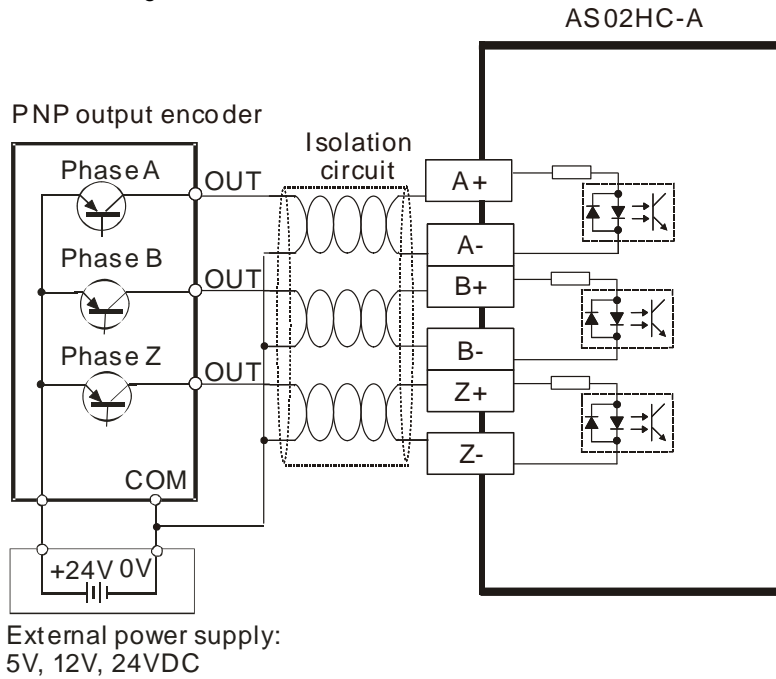 AS02HC-A
PNP output encoder
Isolation
circuit
Phase A
OUT
A+
A-
Phase B
OUT
B+
B-
Phase Z
OUT
Z+
Z-
COM
+24V 0V
External power supply:
5V, 12V, 24VDC